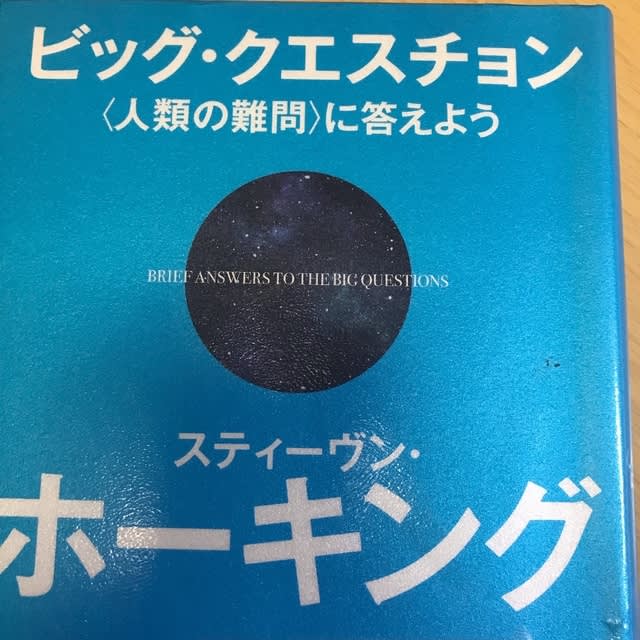 ビッグ・クエスチョン
〈人類の難問〉に答えよう
BRIEF ANSWERS TO THE BIG QUESTIONS
スティーヴン・
ホーキング